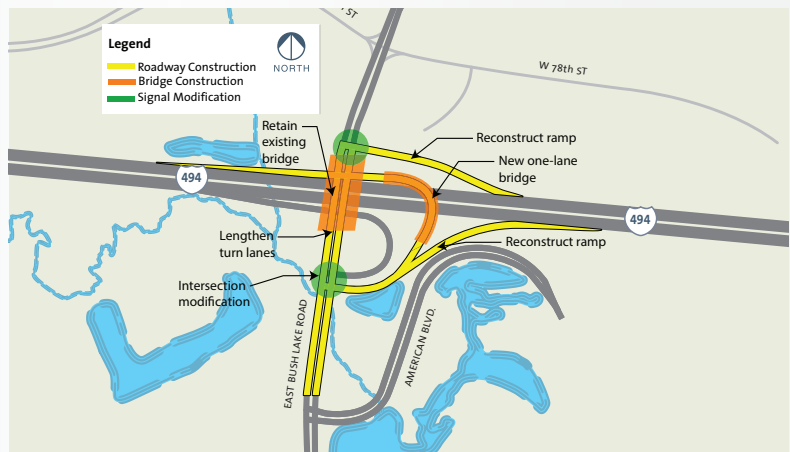 ST
W 78th ST
Legend
Roadway Construction
Bridge Construction
Signal Modification
NORTH
Retain
existing
bridge
Reconstruct ramp
New one-lane
bridge
494
494
Lengthen
turn lanes
Reconstruct ramp
Intersection
modification
EAST BUSH LAKE ROAD
AMERICAN BLVD.